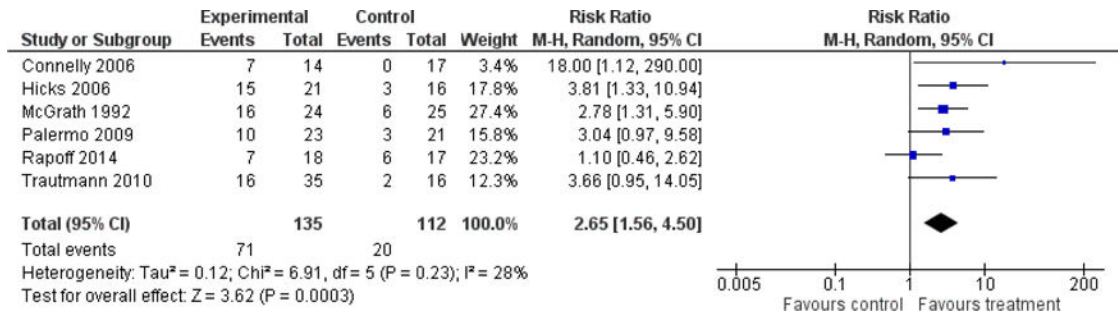 Experimental Control Risk Ratio Risk Ratio
Study or Subgroup Events Total Events Total Weight M-H, Random, 95% CI M-H, Random, 95% CI
Connelly 2006 7 14 0 17 3.4% 18.00 [1.12, 290.00]
Hicks 2006 15 21 3 16 17.8% 3.81 [1.33, 10.94]
McGrath 1992 16 24 6 25 27.4% 2.78 [1.31, 5.90]
Palermo 2009 10 23 3 21 15.8% 3.04 [0.97, 9.58]
Rapoff 2014 7 18 6 17 23.2% 1.10 [0.46, 2.62]
Trautmann 2010 16 35 2 16 12.3% 3.66 [0.95, 14.05]
Total (95% CI) 135 112 100.0% 2.65 [1.56, 4.50]
Total events 71 20
Heterogeneity: Tau² = 0.12; Chi² = 6.91, df = 5 (P = 0.23); I² = 28%
Test for overall effect: Z = 3.62 (P = 0.0003)
0.005 0.1 1 10 200
Favours control Favours treatment